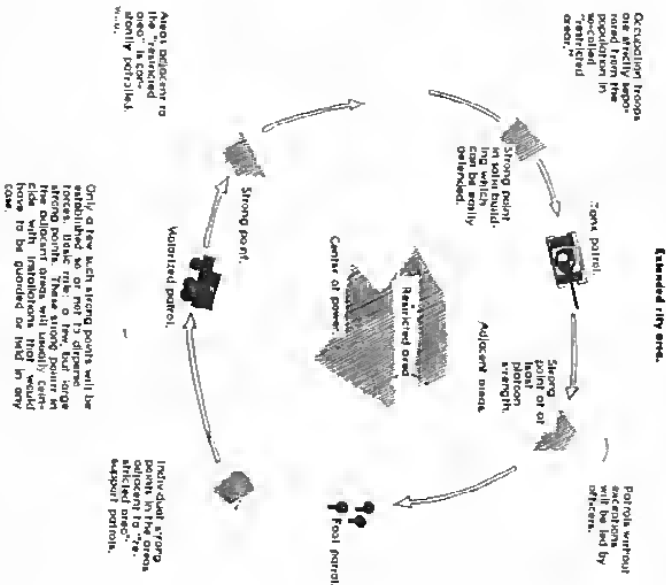 Extended city area.
Occupation troops
are strictly sepa-
rated from the
population in
so-called
"restricted
areas."
Strong point
in solid build-
ing which
can be easily
defended.
patrol.
Strong
point of at
least
platoon
strength.
Patrols without
exceptions
will be led by
officers.
Areas adjacent to
the "restricted
area" is con-
stantly patrolled.
Strong point.
Center of power.
Restricted area
Adjacent areas
Foot patrol.
Motorized patrol.
Individual strong
points in the areas
adjacent to "re-
stricted area".
support patrols.
Only a few such strong points will be
established so or not to disperse
forces. Basic rule: a few, but large
strong points. These strong points in
the adjacent areas will usually coin-
cide with installations that would
have to be guarded or held in any
case.